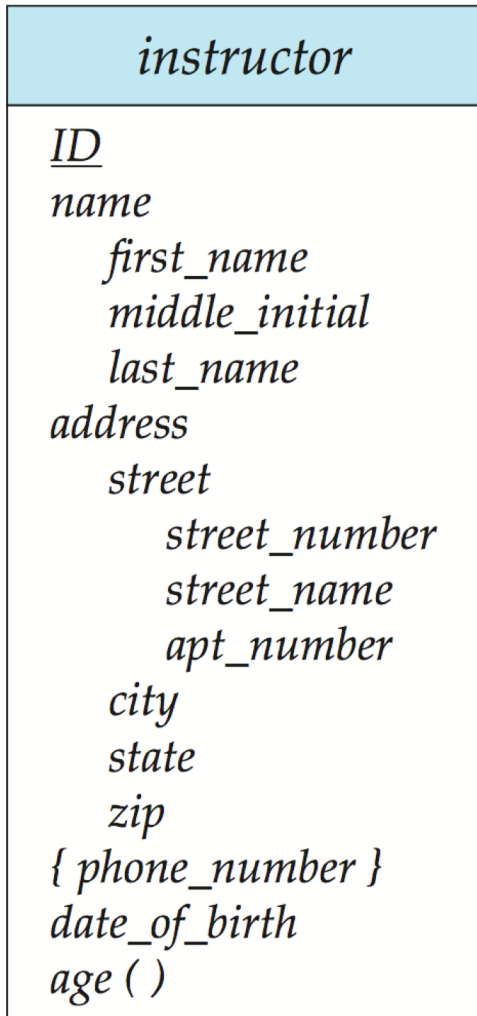 instructor
ID
name
first_name
middle_initial
last_name
address
street
street_number
street_name
apt_number
city
state
zip
{ phone_number }
date_of_birth
age ( )